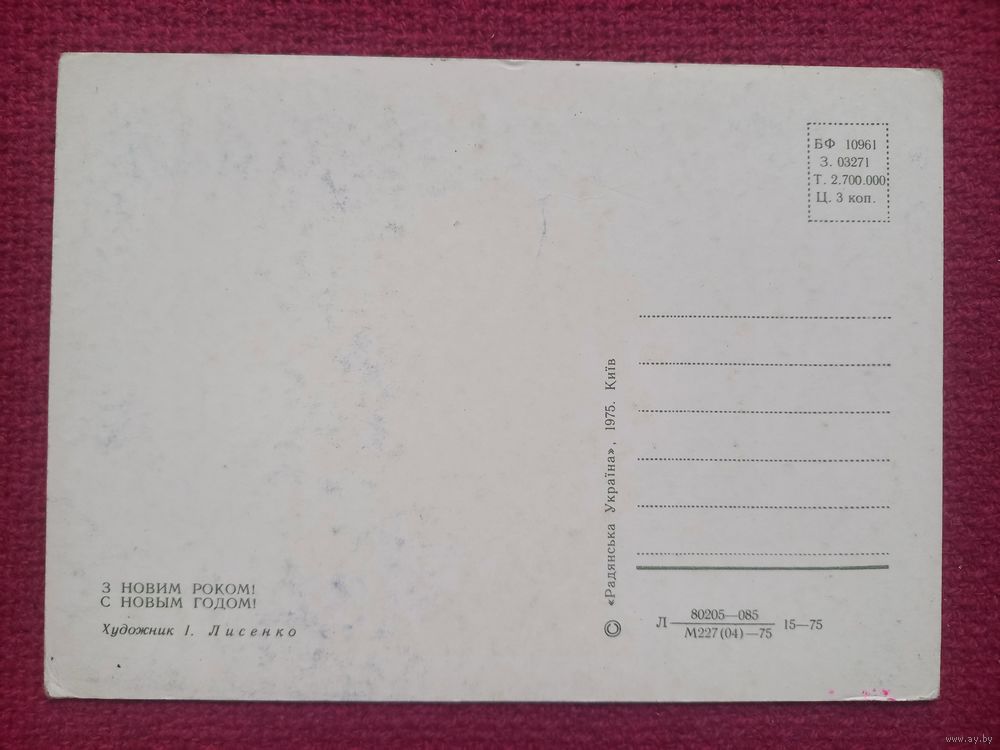 БФ 10961
З. 03271
Т. 2.700.000
Ц. 3 коп.
З НОВИМ РОКОМ!
С НОВЫМ ГОДОМ!
Художник І. Лисенко
© «Радянська Україна», 1975. Київ
Л 80205—085
М227(04)—75 15—75
www.ay.by